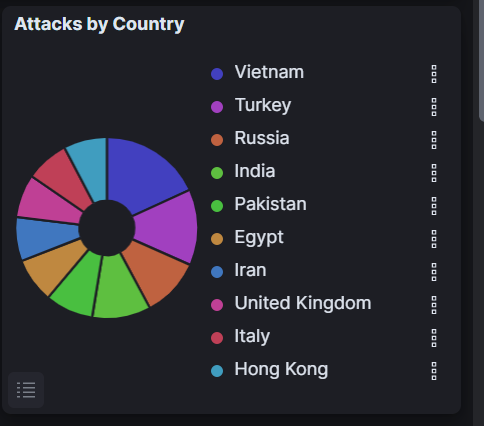 Attacks by Country
Vietnam
Turkey
Russia
India
Pakistan
Egypt
Iran
United Kingdom
Italy
Hong Kong